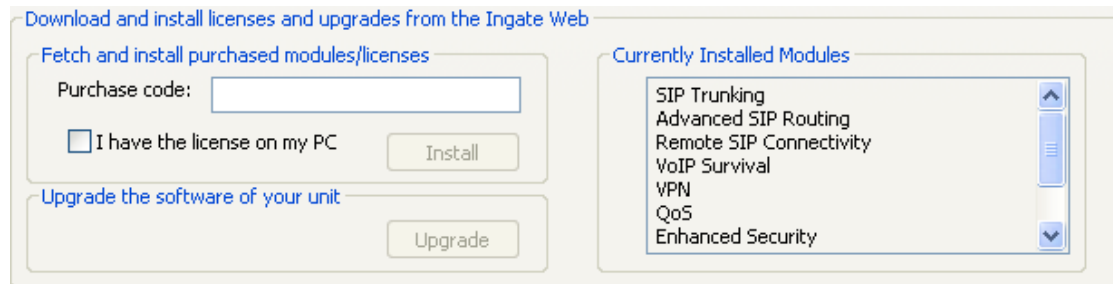 Download and install licenses and upgrades from the Ingate Web
Fetch and install purchased modules/licenses
Purchase code:
I have the license on my PC
Install
Upgrade the software of your unit
Upgrade
Currently Installed Modules
SIP Trunking
Advanced SIP Routing
Remote SIP Connectivity
VoIP Survival
VPN
QoS
Enhanced Security